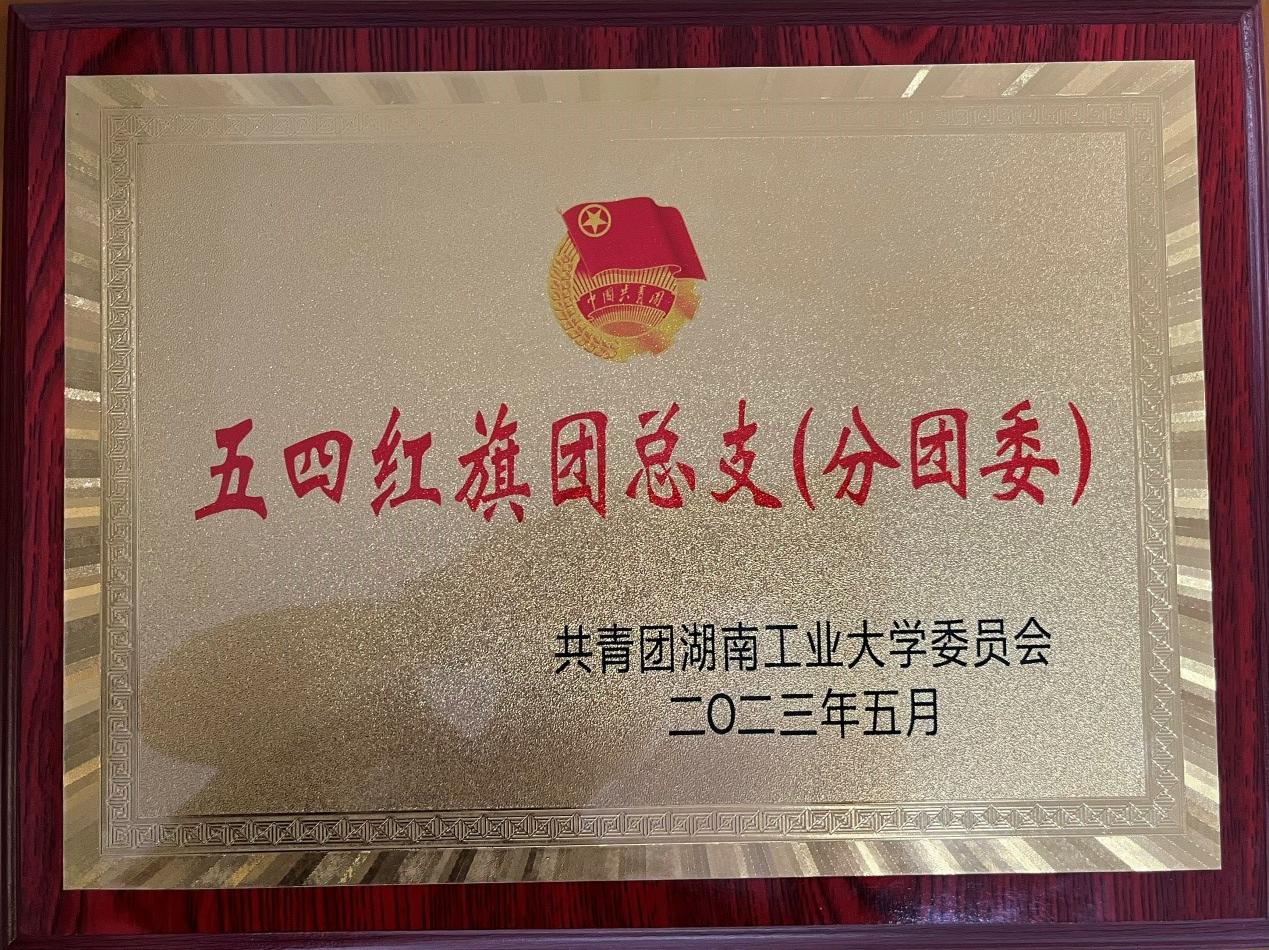 中国共青团
五四红旗团总支(分团委)
共青团湖南工业大学委员会
二〇二三年五月